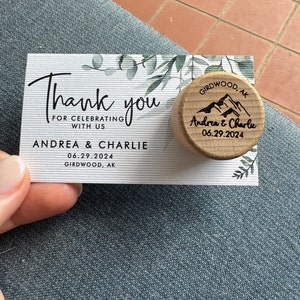 Thank you
FOR CELEBRATING
WITH US
ANDREA & CHARLIE
06.29.2024
GIRDWOOD, AK
GIRDWOOD, AK
Andrea & Charlie
06.29.2024